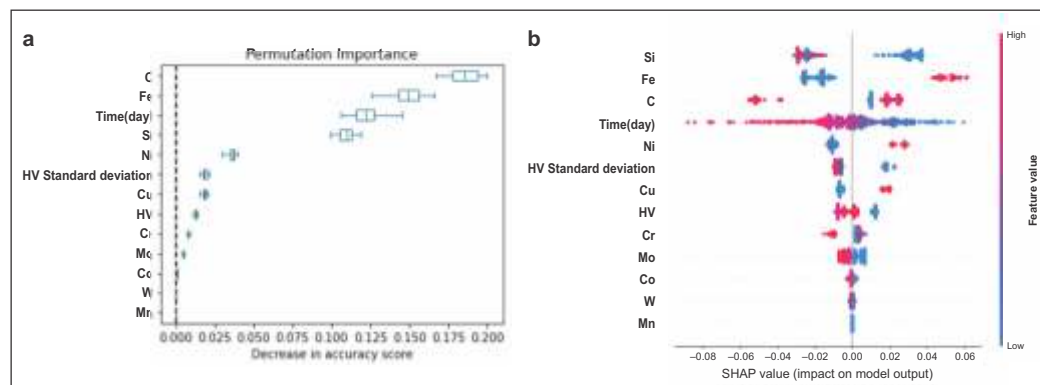 a
Permutation Importance
C
Fe
Time(day)
Si
Ni
HV Standard deviation
Cu
HV
Cr
Mo
Co
W
Mn
0.000 0.025 0.050 0.075 0.100 0.125 0.150 0.175 0.200
Decrease in accuracy score
b
Si
Fe
C
Time(day)
Ni
HV Standard deviation
Cu
HV
Cr
Mo
Co
W
Mn
−0.08 −0.06 −0.04 −0.02 0.00 0.02 0.04 0.06
SHAP value (impact on model output)
High
Feature value
Low